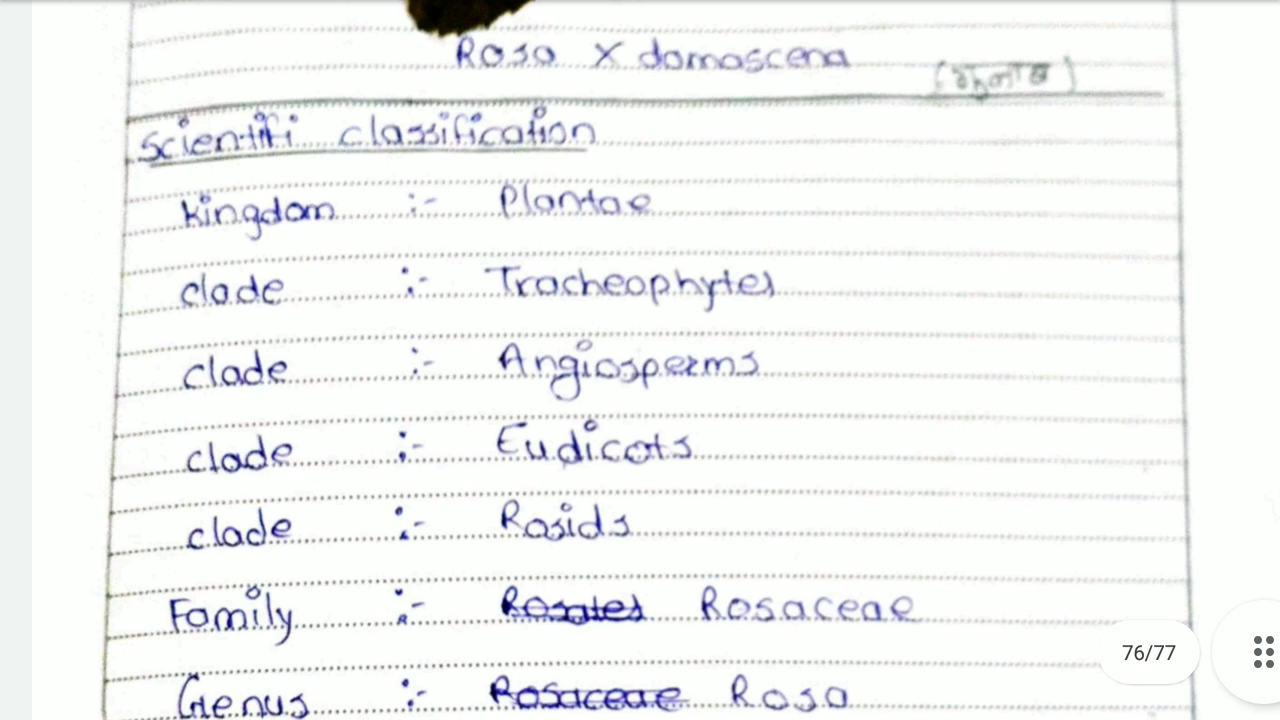 Rosa X damascena
(गुलाब)
scientifi classification
kingdom :- Plantae
clade :- Tracheophytes
clade :- Angiosperms
clade :- Eudicots
clade :- Rosids
Family :- Rosales Rosaceae
Genus :- Rosaceae Rosa
76/77